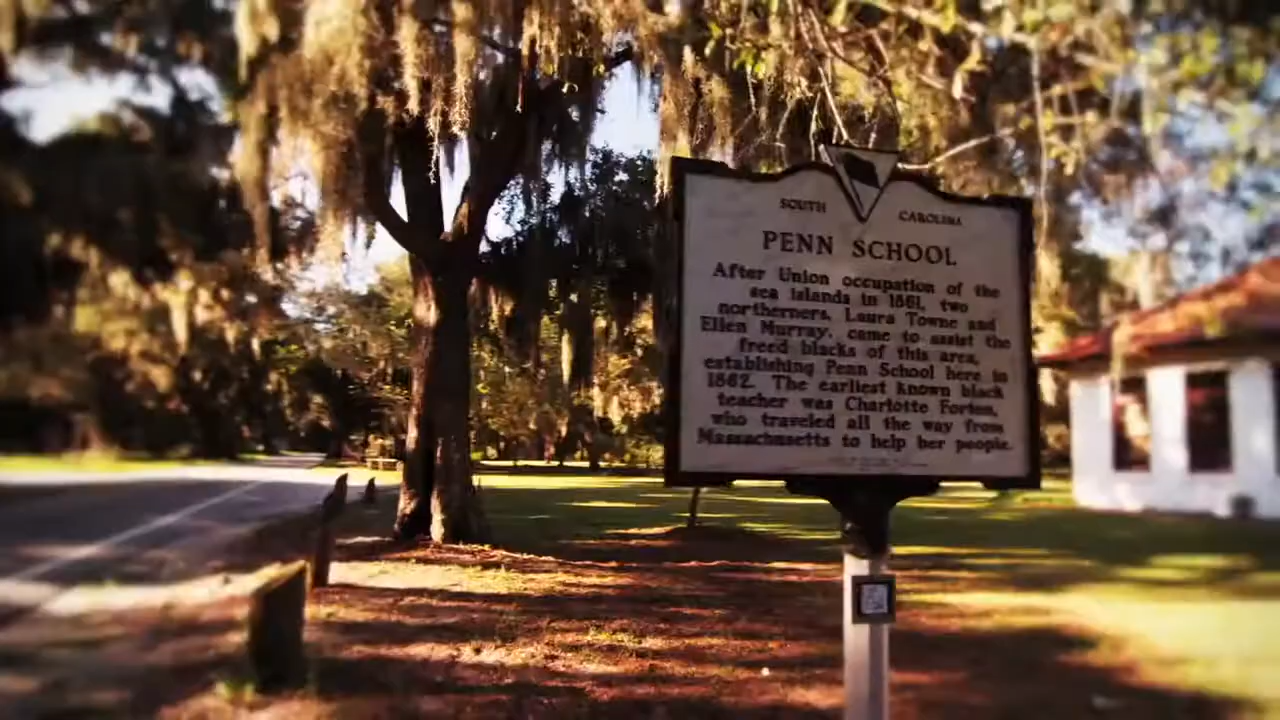 SOUTH CAROLINA
PENN SCHOOL
After Union occupation of the
sea islands in 1861, two
northerners, Laura Towne and
Ellen Murray, came to assist the
freed blacks of this area,
establishing Penn School here in
1862. The earliest known black
teacher was Charlotte Forten,
who traveled all the way from
Massachusetts to help her people.